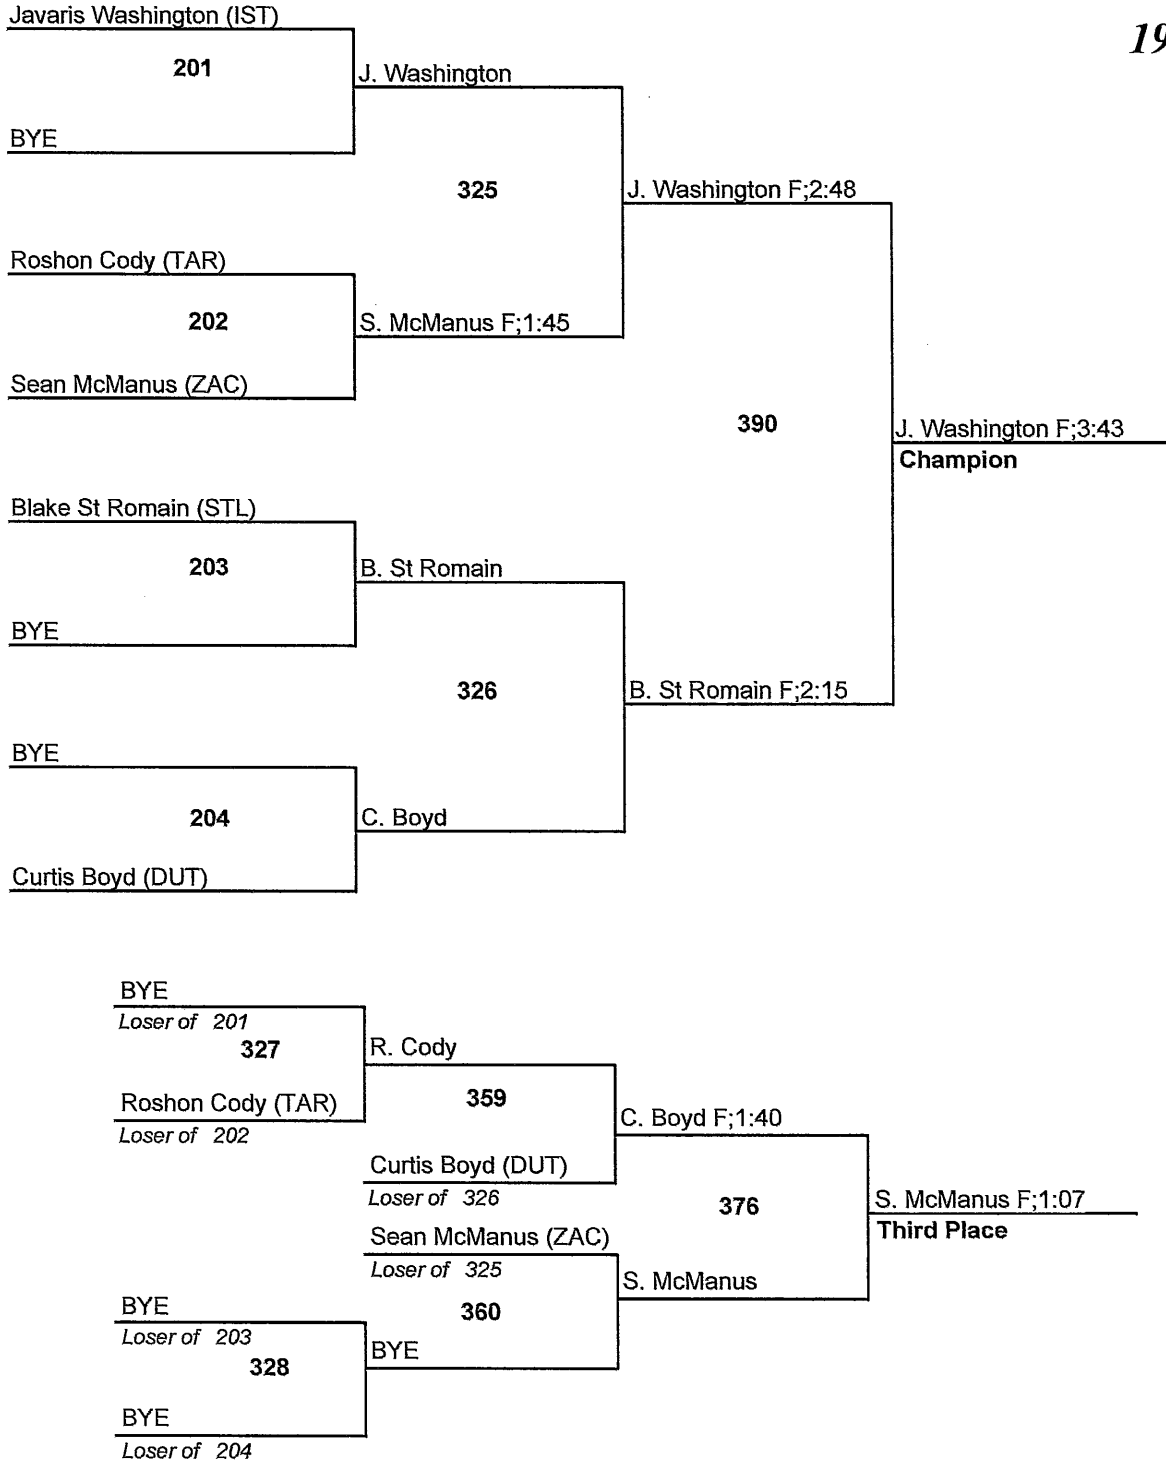 Javaris Washington (IST)
19
201
J. Washington
BYE
325
J. Washington F;2:48
Roshon Cody (TAR)
202
S. McManus F;1:45
Sean McManus (ZAC)
390
J. Washington F;3:43
Champion
Blake St Romain (STL)
203
B. St Romain
BYE
326
B. St Romain F;2:15
BYE
204
C. Boyd
Curtis Boyd (DUT)
BYE
Loser of 201
327
R. Cody
359
Roshon Cody (TAR)
Loser of 202
C. Boyd F;1:40
Curtis Boyd (DUT)
Loser of 326
376
S. McManus F;1:07
Third Place
Sean McManus (ZAC)
Loser of 325
S. McManus
360
BYE
Loser of 203
328
BYE
BYE
Loser of 204